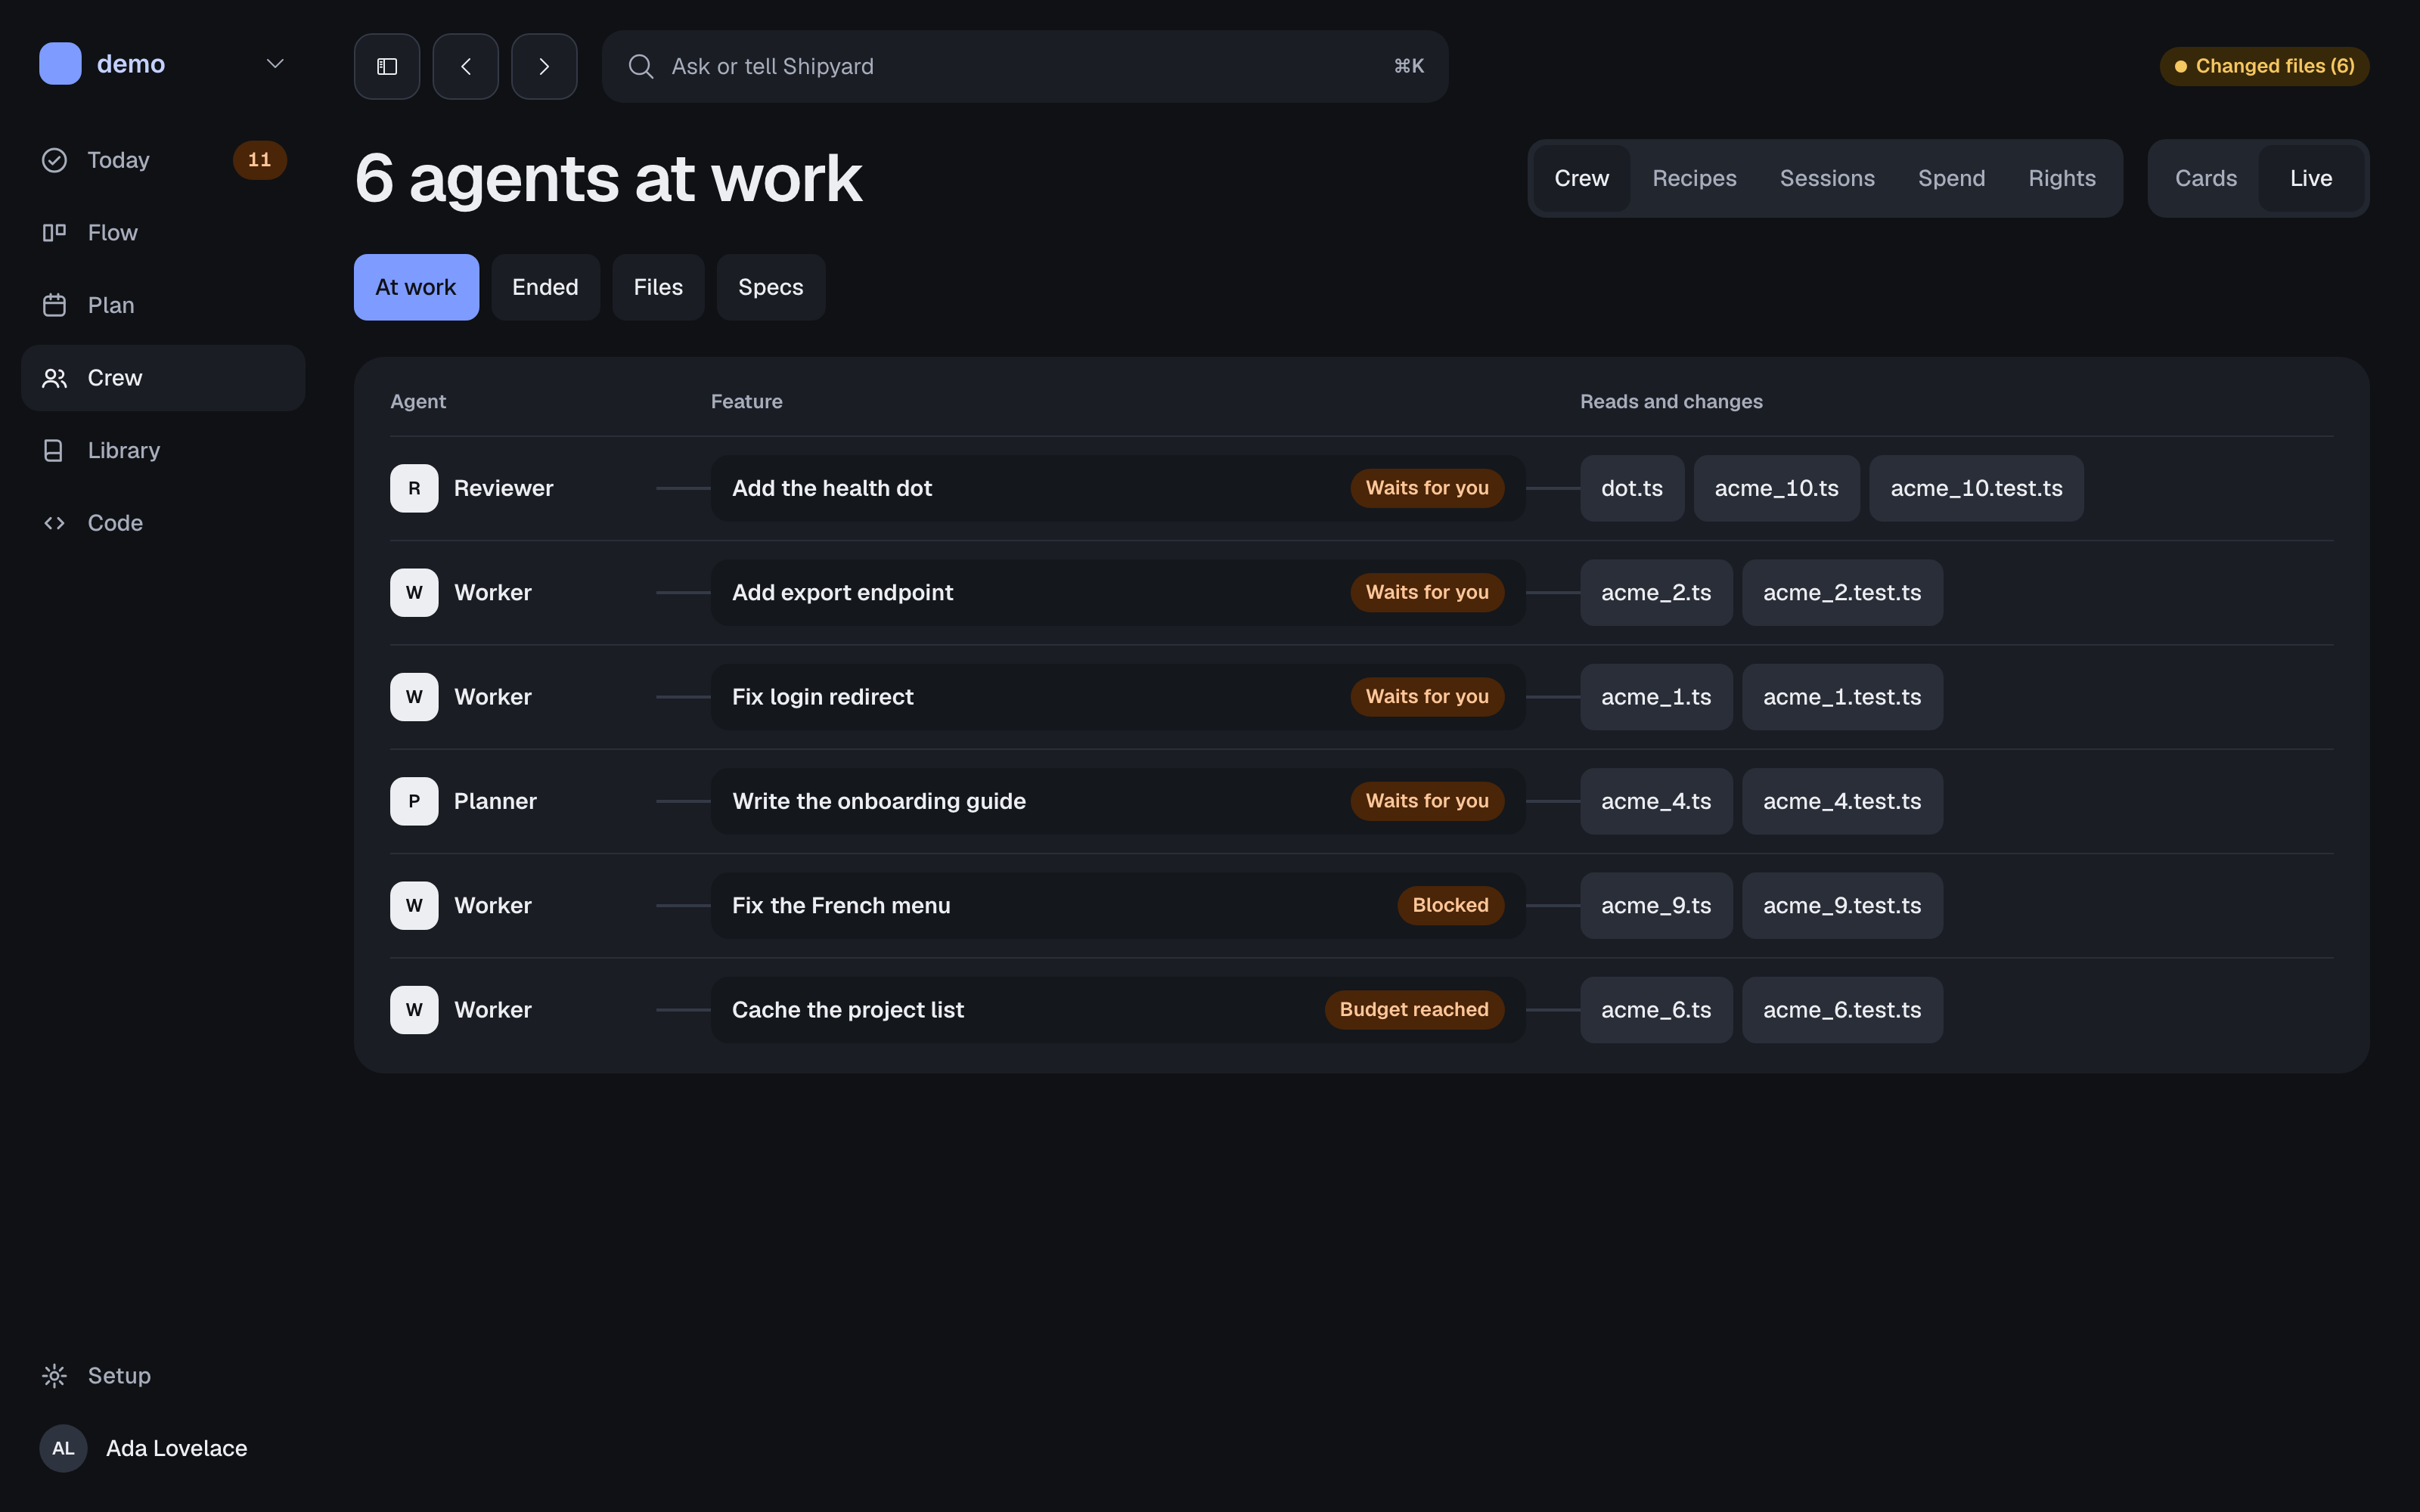 demo
Ask or tell Shipyard ⌘K
Changed files (6)
Today 11
Flow
Plan
Crew
Library
Code
Setup
AL Ada Lovelace
6 agents at work
Crew Recipes Sessions Spend Rights
Cards Live
At work Ended Files Specs
Agent Feature Reads and changes
R Reviewer Add the health dot Waits for you dot.ts acme_10.ts acme_10.test.ts
W Worker Add export endpoint Waits for you acme_2.ts acme_2.test.ts
W Worker Fix login redirect Waits for you acme_1.ts acme_1.test.ts
P Planner Write the onboarding guide Waits for you acme_4.ts acme_4.test.ts
W Worker Fix the French menu Blocked acme_9.ts acme_9.test.ts
W Worker Cache the project list Budget reached acme_6.ts acme_6.test.ts